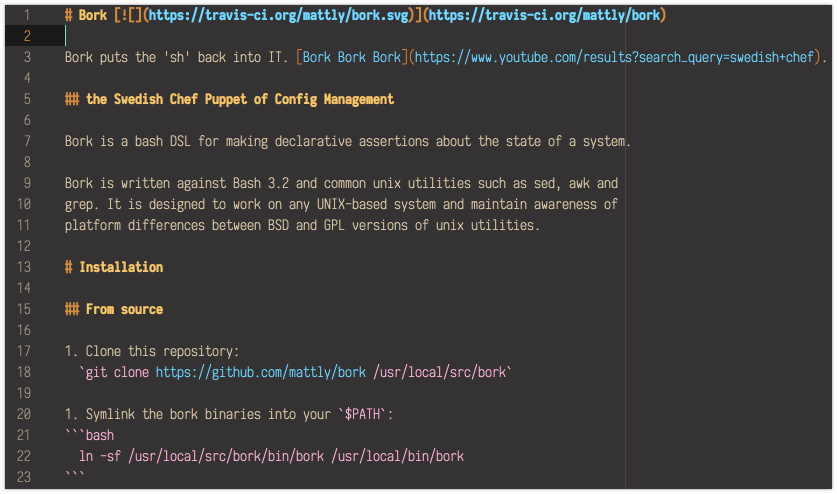 1 # Bork [![](https://travis-ci.org/mattly/bork.svg)](https://travis-ci.org/mattly/bork)
2
3 Bork puts the 'sh' back into IT. [Bork Bork Bork](https://www.youtube.com/results?search_query=swedish+chef).
4
5 ## the Swedish Chef Puppet of Config Management
6
7 Bork is a bash DSL for making declarative assertions about the state of a system.
8
9 Bork is written against Bash 3.2 and common unix utilities such as sed, awk and
10 grep. It is designed to work on any UNIX-based system and maintain awareness of
11 platform differences between BSD and GPL versions of unix utilities.
12
13 # Installation
14
15 ## From source
16
17 1. Clone this repository:
18   `git clone https://github.com/mattly/bork /usr/local/src/bork`
19
20 1. Symlink the bork binaries into your `$PATH`:
21 ```bash
22   ln -sf /usr/local/src/bork/bin/bork /usr/local/bin/bork
23 ```